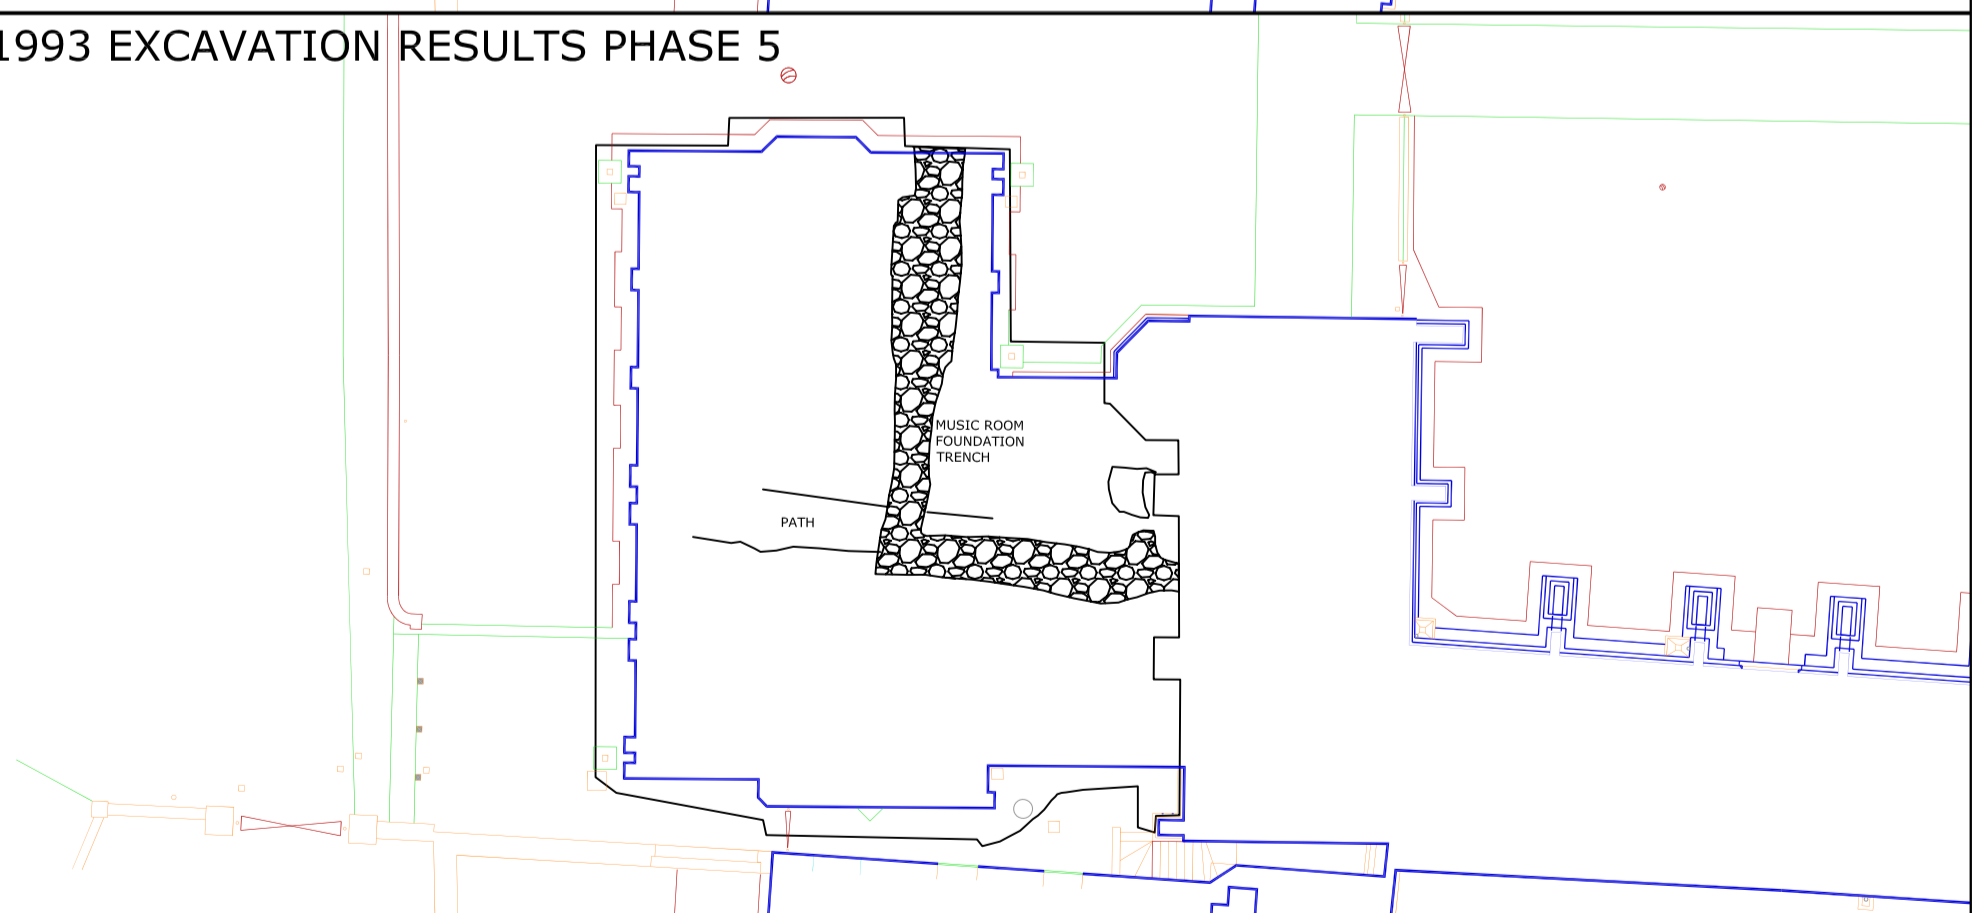 1993 EXCAVATION RESULTS PHASE 5
MUSIC ROOM
FOUNDATION
TRENCH
PATH